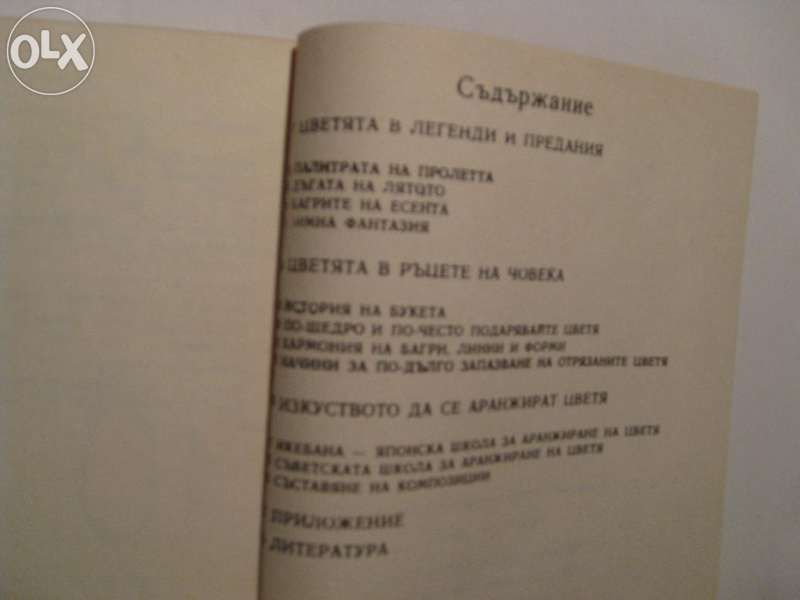 OLX
Съдържание
ЦВЕТЯТА В ЛЕГЕНДИ И ПРЕДАНИЯ
ПАЛИТРАТА НА ПРОЛЕТТА
ДЪГАТА НА ЛЯТОТО
БАГРИТЕ НА ЕСЕНТА
ЗИМНА ФАНТАЗИЯ
ЦВЕТЯТА В РЪЦЕТЕ НА ЧОВЕКА
ИСТОРИЯ НА БУКЕТА
ПО-ЩЕДРО И ПО-ЧЕСТО ПОДАРЯВАЙТЕ ЦВЕТЯ
ХАРМОНИЯ НА БАГРИ, ЛИНИИ И ФОРМИ
НАЧИНИ ЗА ПО-ДЪЛГО ЗАПАЗВАНЕ НА ОТРЯЗАНИТЕ ЦВЕТЯ
ИЗКУСТВОТО ДА СЕ АРАНЖИРАТ ЦВЕТЯ
ИКЕБАНА — ЯПОНСКА ШКОЛА ЗА АРАНЖИРАНЕ НА ЦВЕТЯ
СЪВЕТСКАТА ШКОЛА ЗА АРАНЖИРАНЕ НА ЦВЕТЯ
СЪСТАВЯНЕ НА КОМПОЗИЦИИ
ПРИЛОЖЕНИЕ
ЛИТЕРАТУРА